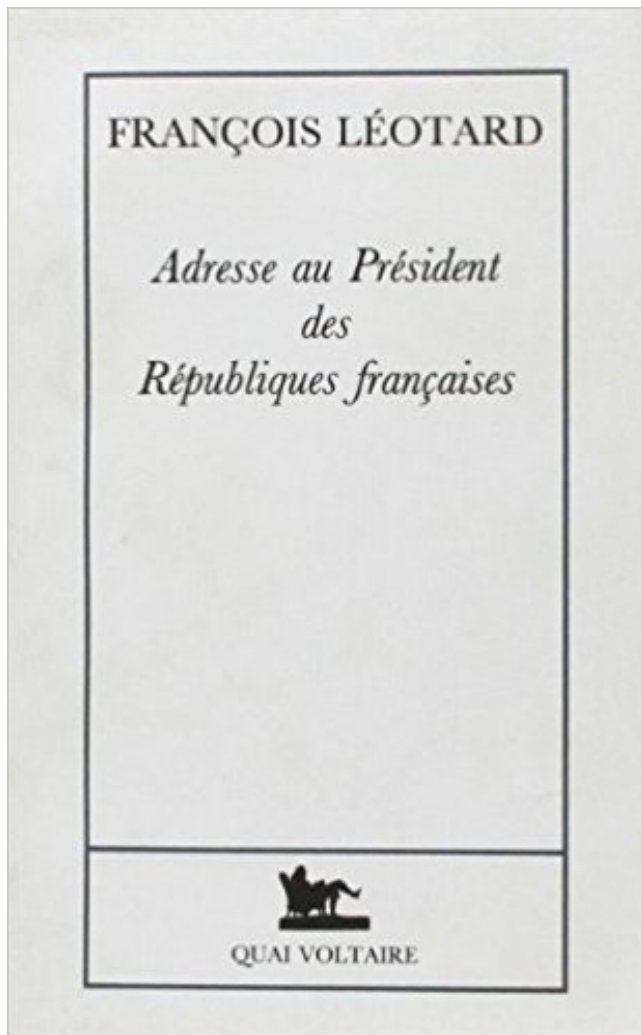 FRANÇOIS LÉOTARD
Adresse au Président
des
Républiques françaises
QUAI VOLTAIRE